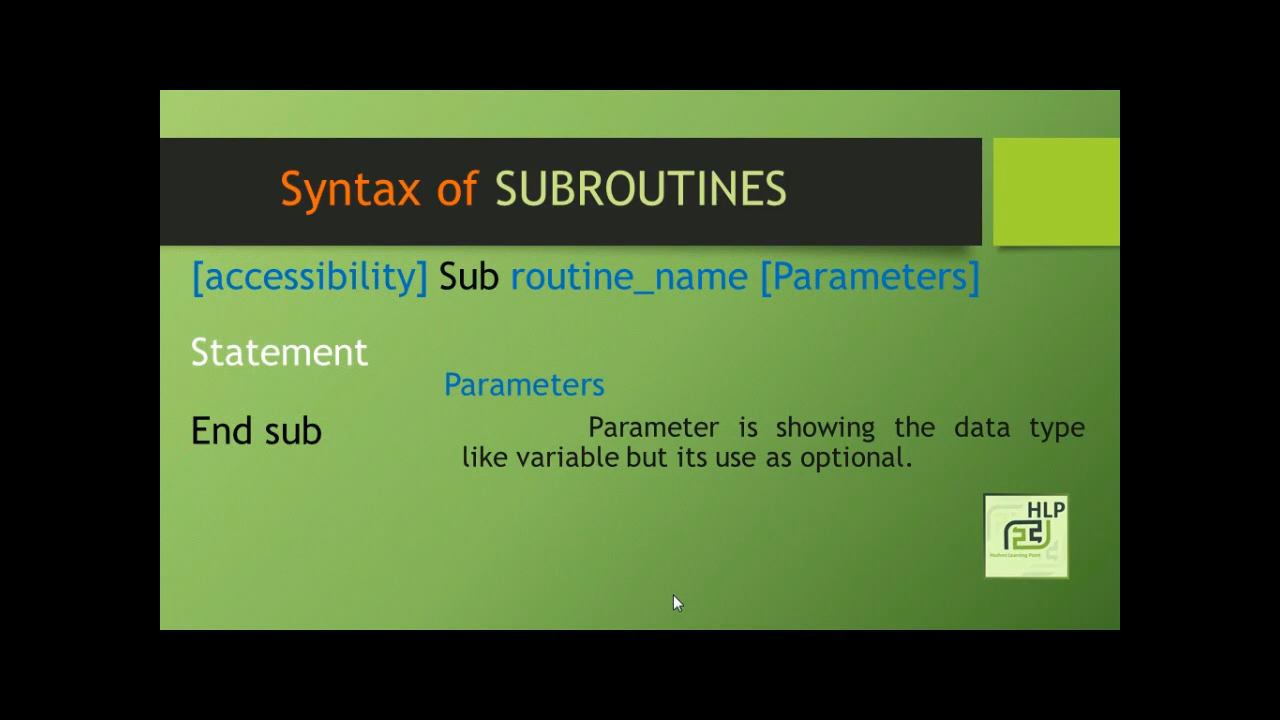 Syntax of SUBROUTINES
[accessibility] Sub routine_name [Parameters]
Statement
End sub
Parameters
Parameter is showing the data type
like variable but its use as optional.
HLP